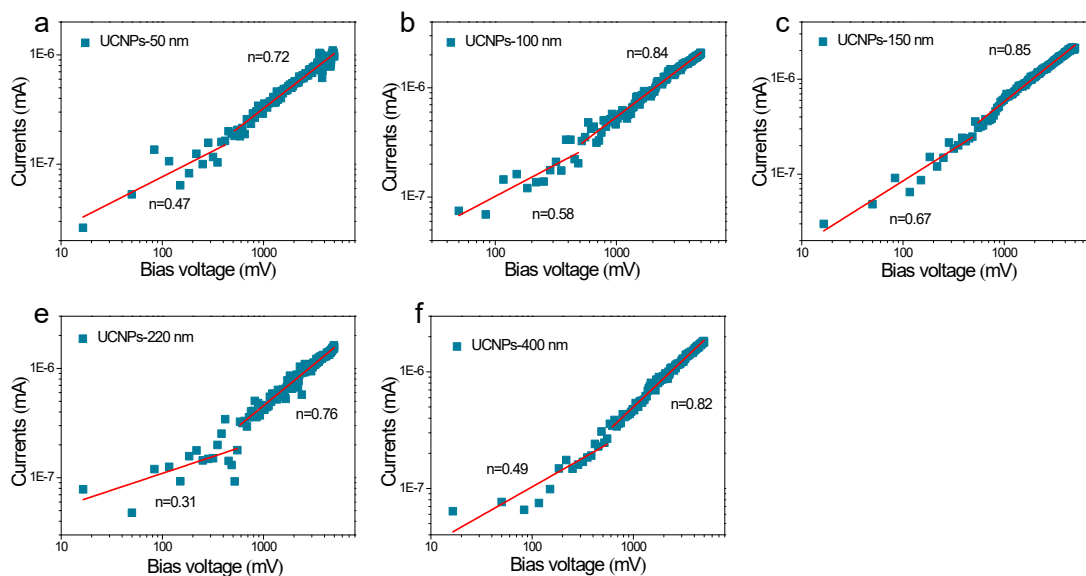 a
UCNPs-50 nm
n=0.72
n=0.47
1E-6
1E-7
Currents (mA)
10
100
1000
Bias voltage (mV)
b
UCNPs-100 nm
n=0.84
n=0.58
1E-6
1E-7
Currents (mA)
10
100
1000
Bias voltage (mV)
c
UCNPs-150 nm
n=0.85
n=0.67
1E-6
1E-7
Currents (mA)
10
100
1000
Bias voltage (mV)
e
UCNPs-220 nm
n=0.76
n=0.31
1E-6
1E-7
Currents (mA)
10
100
1000
Bias voltage (mV)
f
UCNPs-400 nm
n=0.82
n=0.49
1E-6
1E-7
Currents (mA)
10
100
1000
Bias voltage (mV)